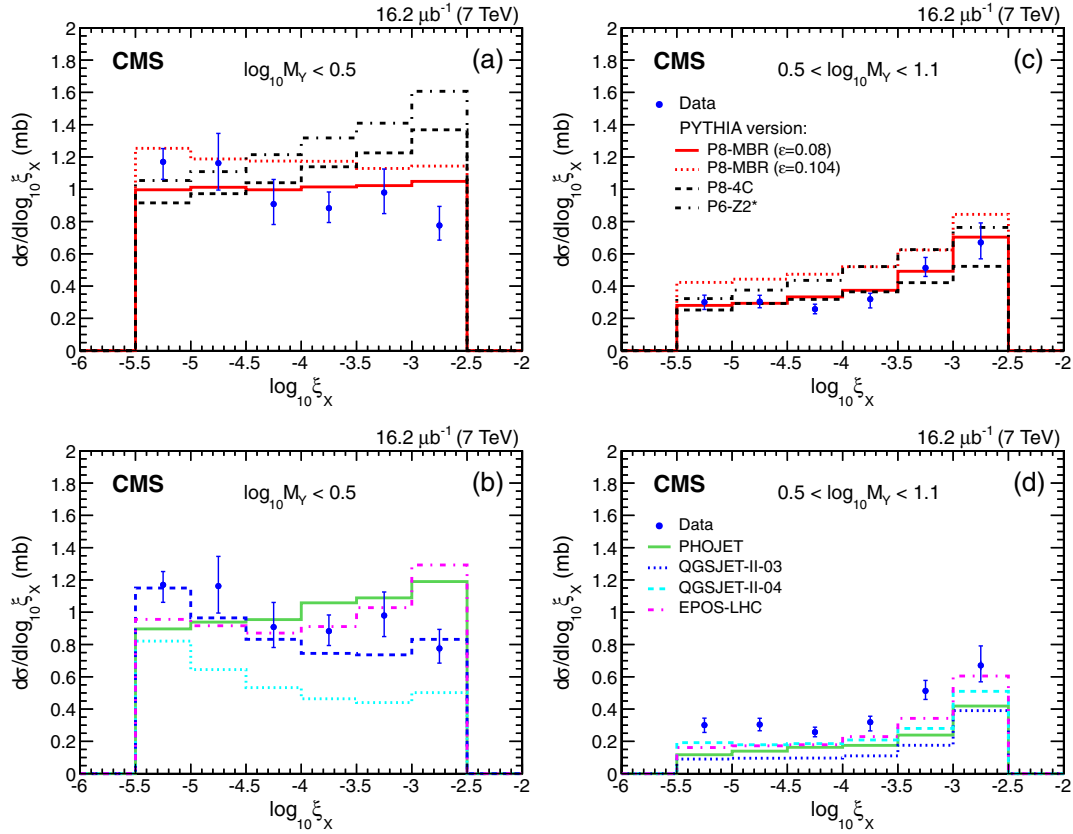 16.2 μb⁻¹ (7 TeV)
CMS
(a)
log₁₀M_Y < 0.5
dσ/dlog₁₀ξ_X (mb)
2
1.8
1.6
1.4
1.2
1
0.8
0.6
0.4
0.2
0
-6 -5.5 -5 -4.5 -4 -3.5 -3 -2.5 -2
log₁₀ξ_X
16.2 μb⁻¹ (7 TeV)
CMS
(c)
0.5 < log₁₀M_Y < 1.1
Data
PYTHIA version:
P8-MBR (ε=0.08)
P8-MBR (ε=0.104)
P8-4C
P6-Z2*
dσ/dlog₁₀ξ_X (mb)
2
1.8
1.6
1.4
1.2
1
0.8
0.6
0.4
0.2
0
-6 -5.5 -5 -4.5 -4 -3.5 -3 -2.5 -2
log₁₀ξ_X
16.2 μb⁻¹ (7 TeV)
CMS
(b)
log₁₀M_Y < 0.5
dσ/dlog₁₀ξ_X (mb)
2
1.8
1.6
1.4
1.2
1
0.8
0.6
0.4
0.2
0
-6 -5.5 -5 -4.5 -4 -3.5 -3 -2.5 -2
log₁₀ξ_X
16.2 μb⁻¹ (7 TeV)
CMS
(d)
0.5 < log₁₀M_Y < 1.1
Data
PHOJET
QGSJET-II-03
QGSJET-II-04
EPOS-LHC
dσ/dlog₁₀ξ_X (mb)
2
1.8
1.6
1.4
1.2
1
0.8
0.6
0.4
0.2
0
-6 -5.5 -5 -4.5 -4 -3.5 -3 -2.5 -2
log₁₀ξ_X